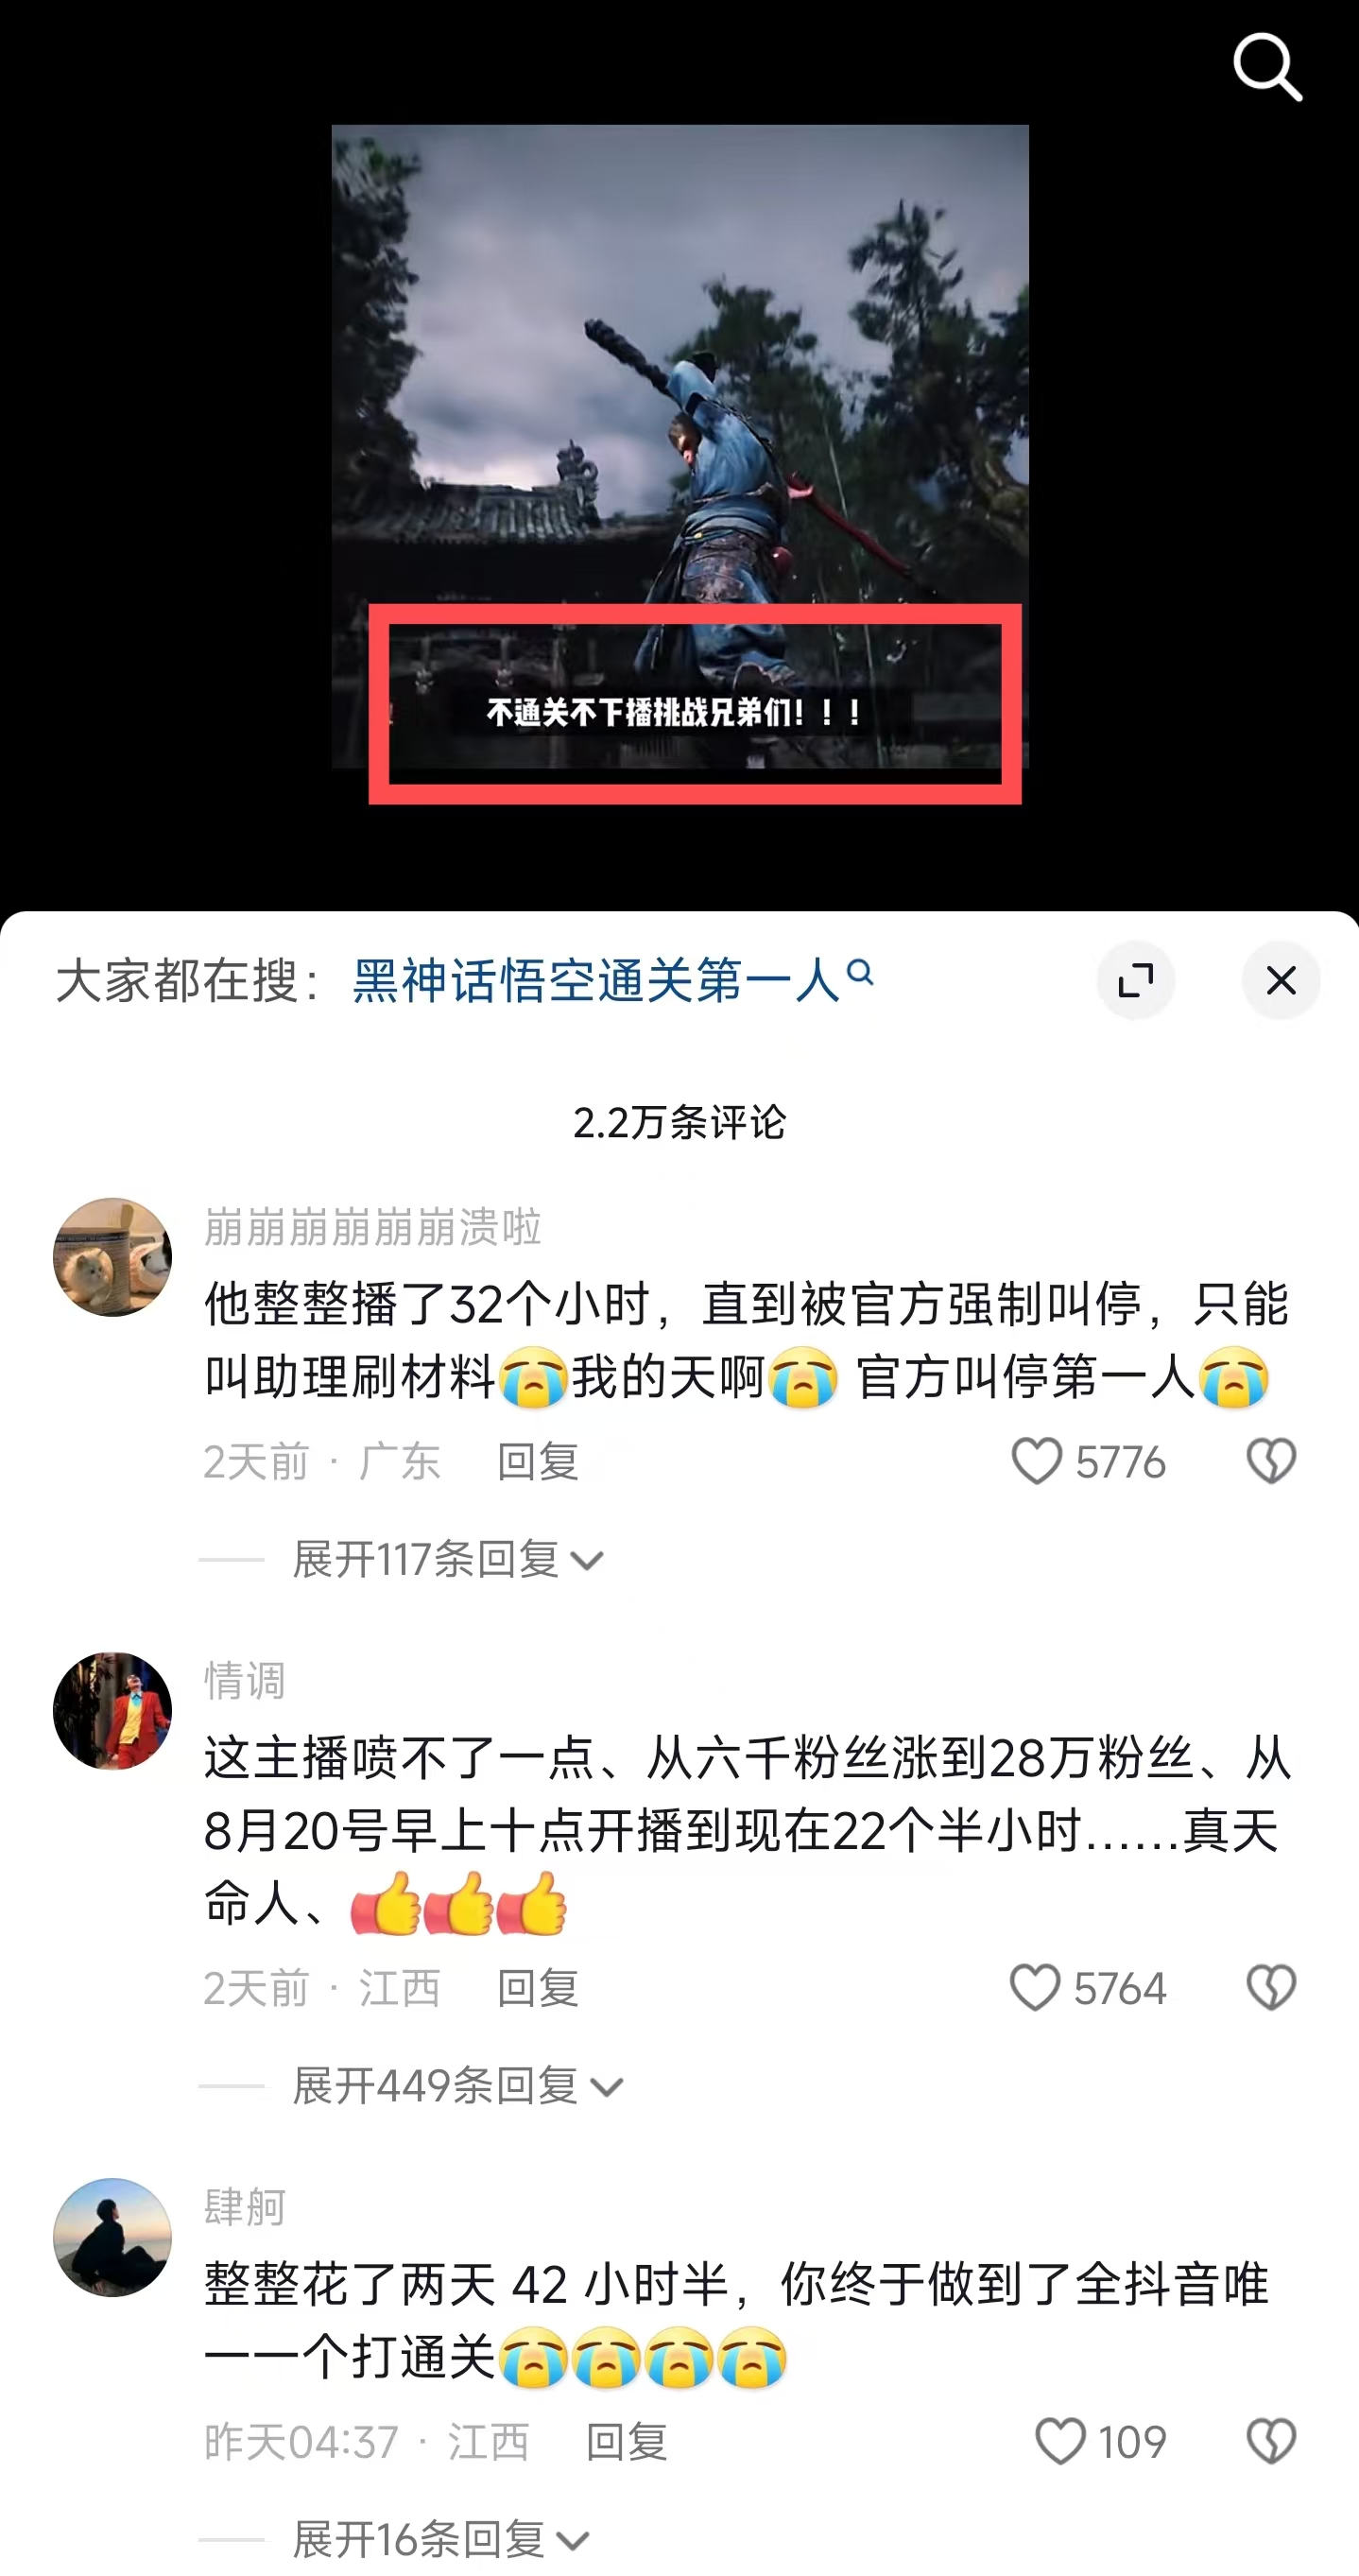 不通关不下播挑战兄弟们！！！
大家都在搜：黑神话悟空通关第一人
2.2万条评论
崩崩崩崩崩崩溃啦
他整整播了32个小时，直到被官方强制叫停，只能
叫助理刷材料😭我的天啊😭 官方叫停第一人😭
2天前 · 广东 回复 5776
展开117条回复
情调
这主播喷不了一点、从六千粉丝涨到28万粉丝、从
8月20号早上十点开播到现在22个半小时……真天
命人、👍👍👍
2天前 · 江西 回复 5764
展开449条回复
肆舸
整整花了两天 42 小时半，你终于做到了全抖音唯
一一个打通关😭😭😭😭
昨天04:37 · 江西 回复 109
展开16条回复